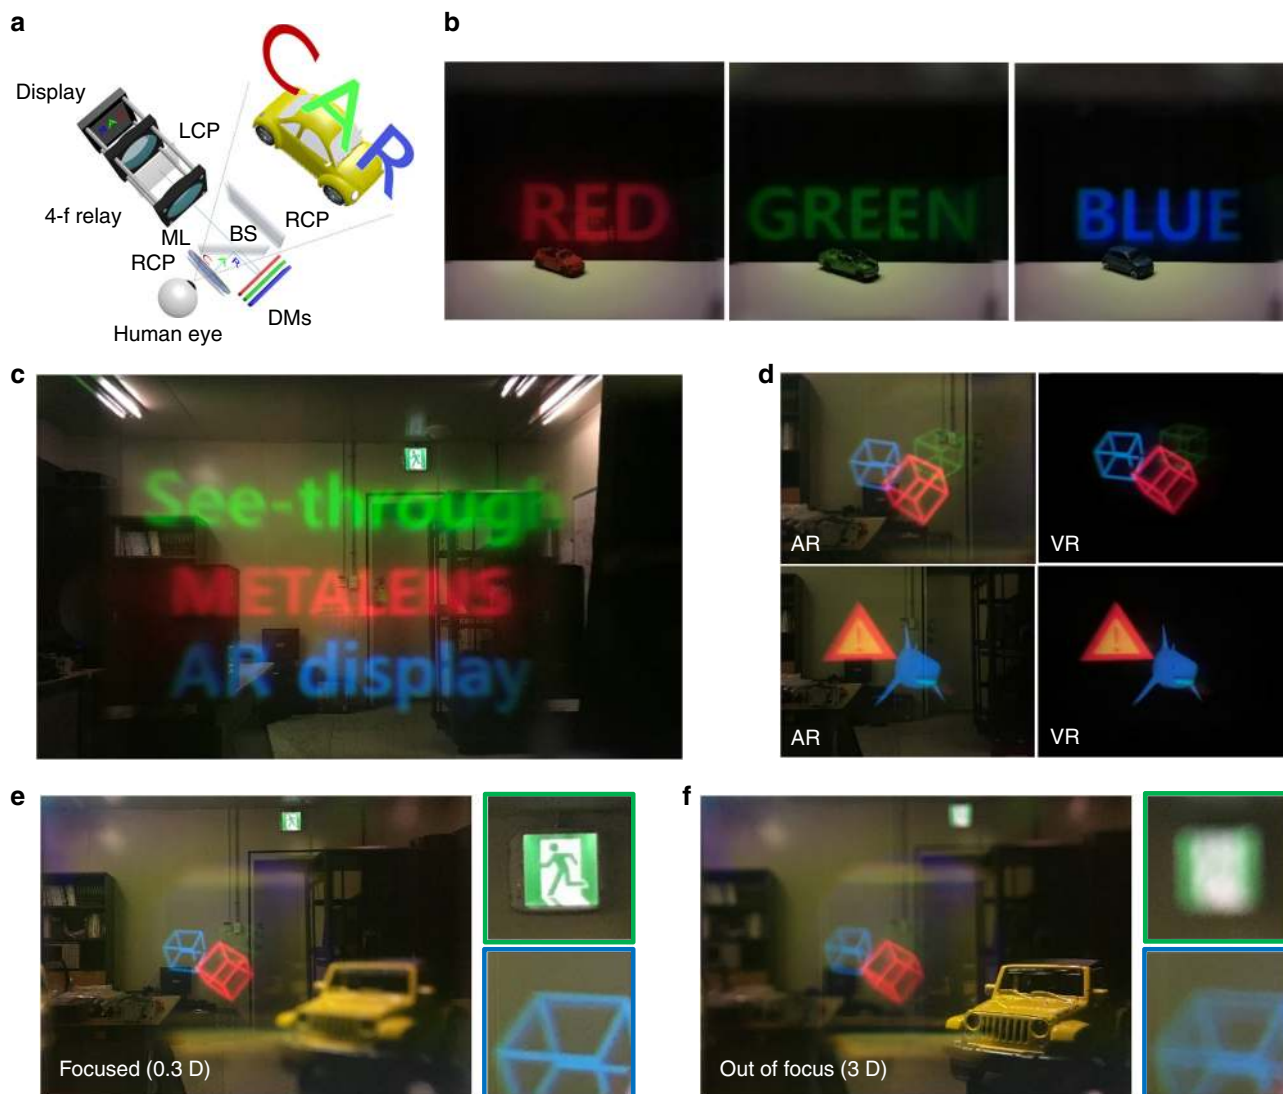 a
Display
LCP
4-f relay
ML
BS
RCP
RCP
DMs
Human eye
CAR
b
RED
GREEN
BLUE
c
See-through
METALENS
AR display
d
AR
VR
AR
VR
e
Focused (0.3 D)
f
Out of focus (3 D)